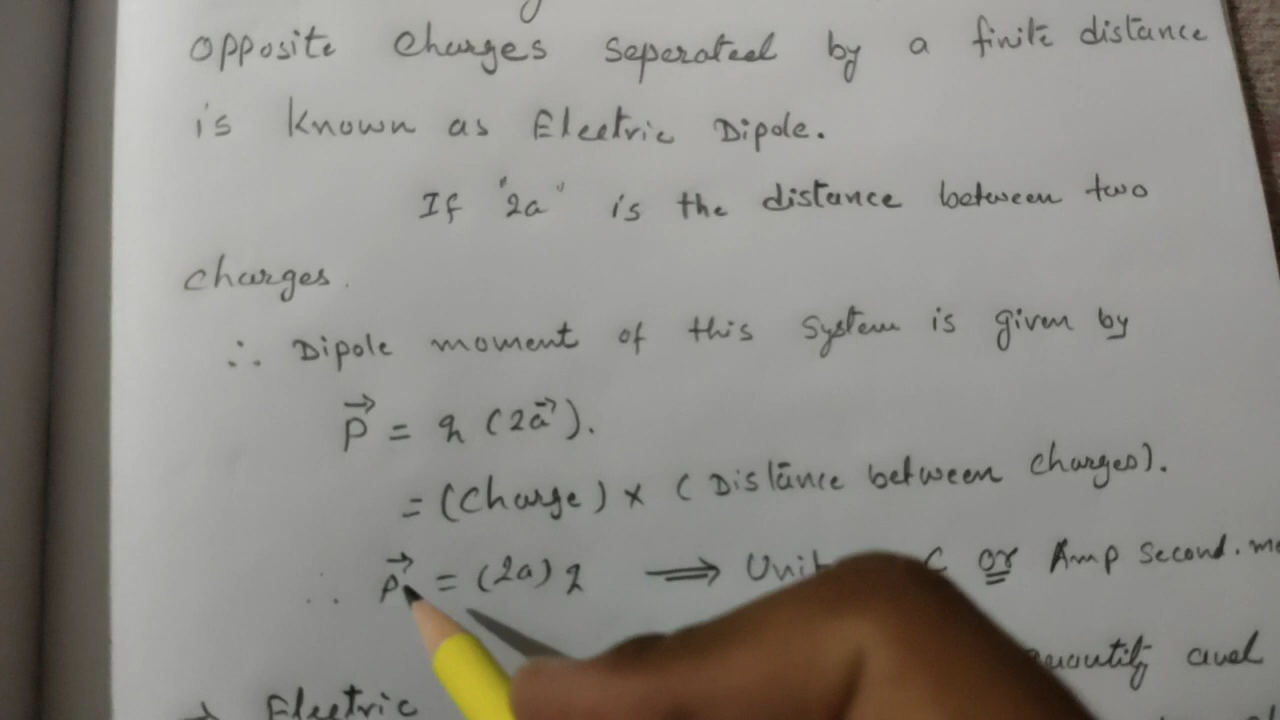 opposite charges seperated by a finite distance
is known as Electric Dipole.
If "2a" is the distance between two
charges.
∴ Dipole moment of this system is given by
P⃗ = q (2a⃗).
= (Charge) × (Distance between charges).
∴ P⃗ = (2a) q ⟹ Unit C or Amp second.
quantity and
→ Electric